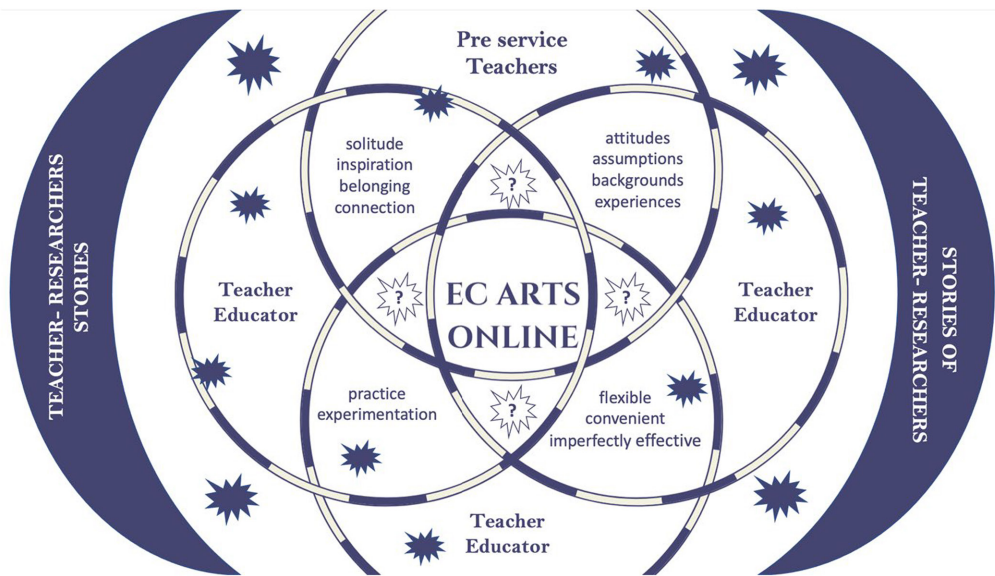 Pre service
Teachers
solitude
inspiration
belonging
connection
attitudes
assumptions
backgrounds
experiences
?
TEACHER- RESEARCHERS
STORIES
Teacher
Educator
?
EC ARTS
ONLINE
?
Teacher
Educator
STORIES OF
TEACHER- RESEARCHERS
practice
experimentation
?
flexible
convenient
imperfectly effective
Teacher
Educator